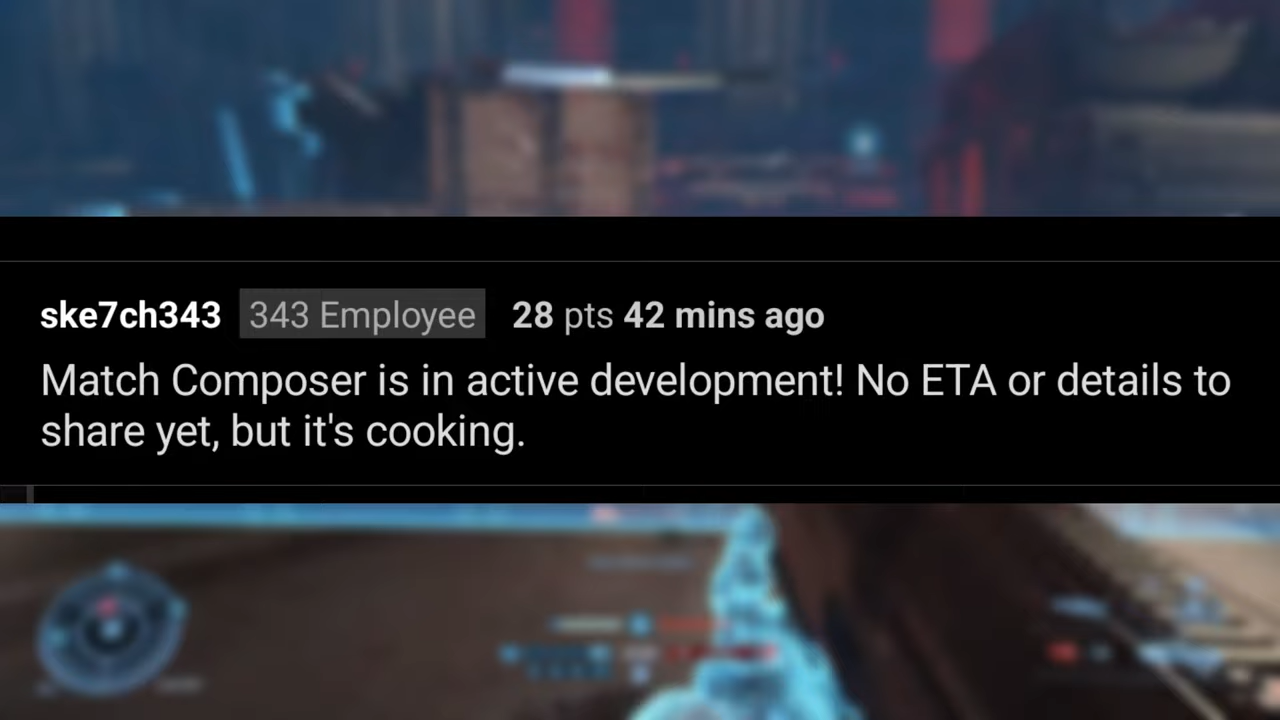 ske7ch343 343 Employee 28 pts 42 mins ago
Match Composer is in active development! No ETA or details to
share yet, but it's cooking.